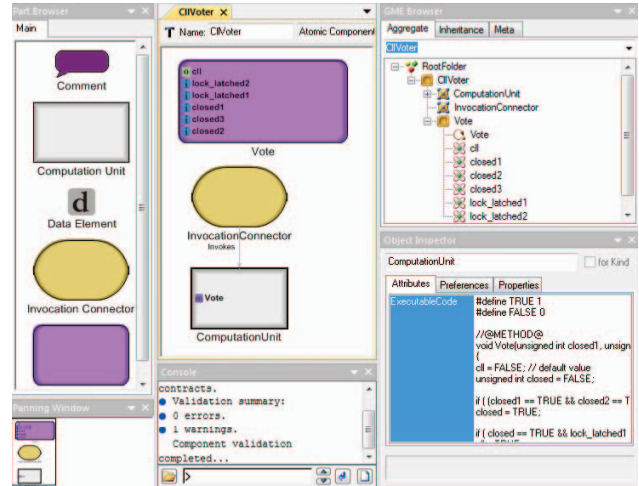 Part Browser
Main
Comment
Computation Unit
d
Data Element
Invocation Connector
Panning Window
CllVoter
Name: CllVoter
Atomic Component
cll
lock_latched2
lock_latched1
closed1
closed3
closed2
Vote
InvocationConnector
Invokes
Vote
ComputationUnit
Console
contracts.
Validation summary:
0 errors.
1 warnings.
Component validation
completed...
GME Browser
Aggregate Inheritance Meta
CllVoter
RootFolder
CllVoter
ComputationUnit
InvocationConnector
Vote
Vote
cll
closed1
closed2
closed3
lock_latched1
lock_latched2
Object Inspector
ComputationUnit
for Kind
Attributes Preferences Properties
ExecutableCode
#define TRUE 1
#define FALSE 0
//@METHOD@
void Vote(unsigned int closed1, unsign
{
cll = FALSE; // default value
unsigned int closed = FALSE;
if ( (closed1 == TRUE && closed2 == T
closed = TRUE;
if ( closed == TRUE && lock_latched1